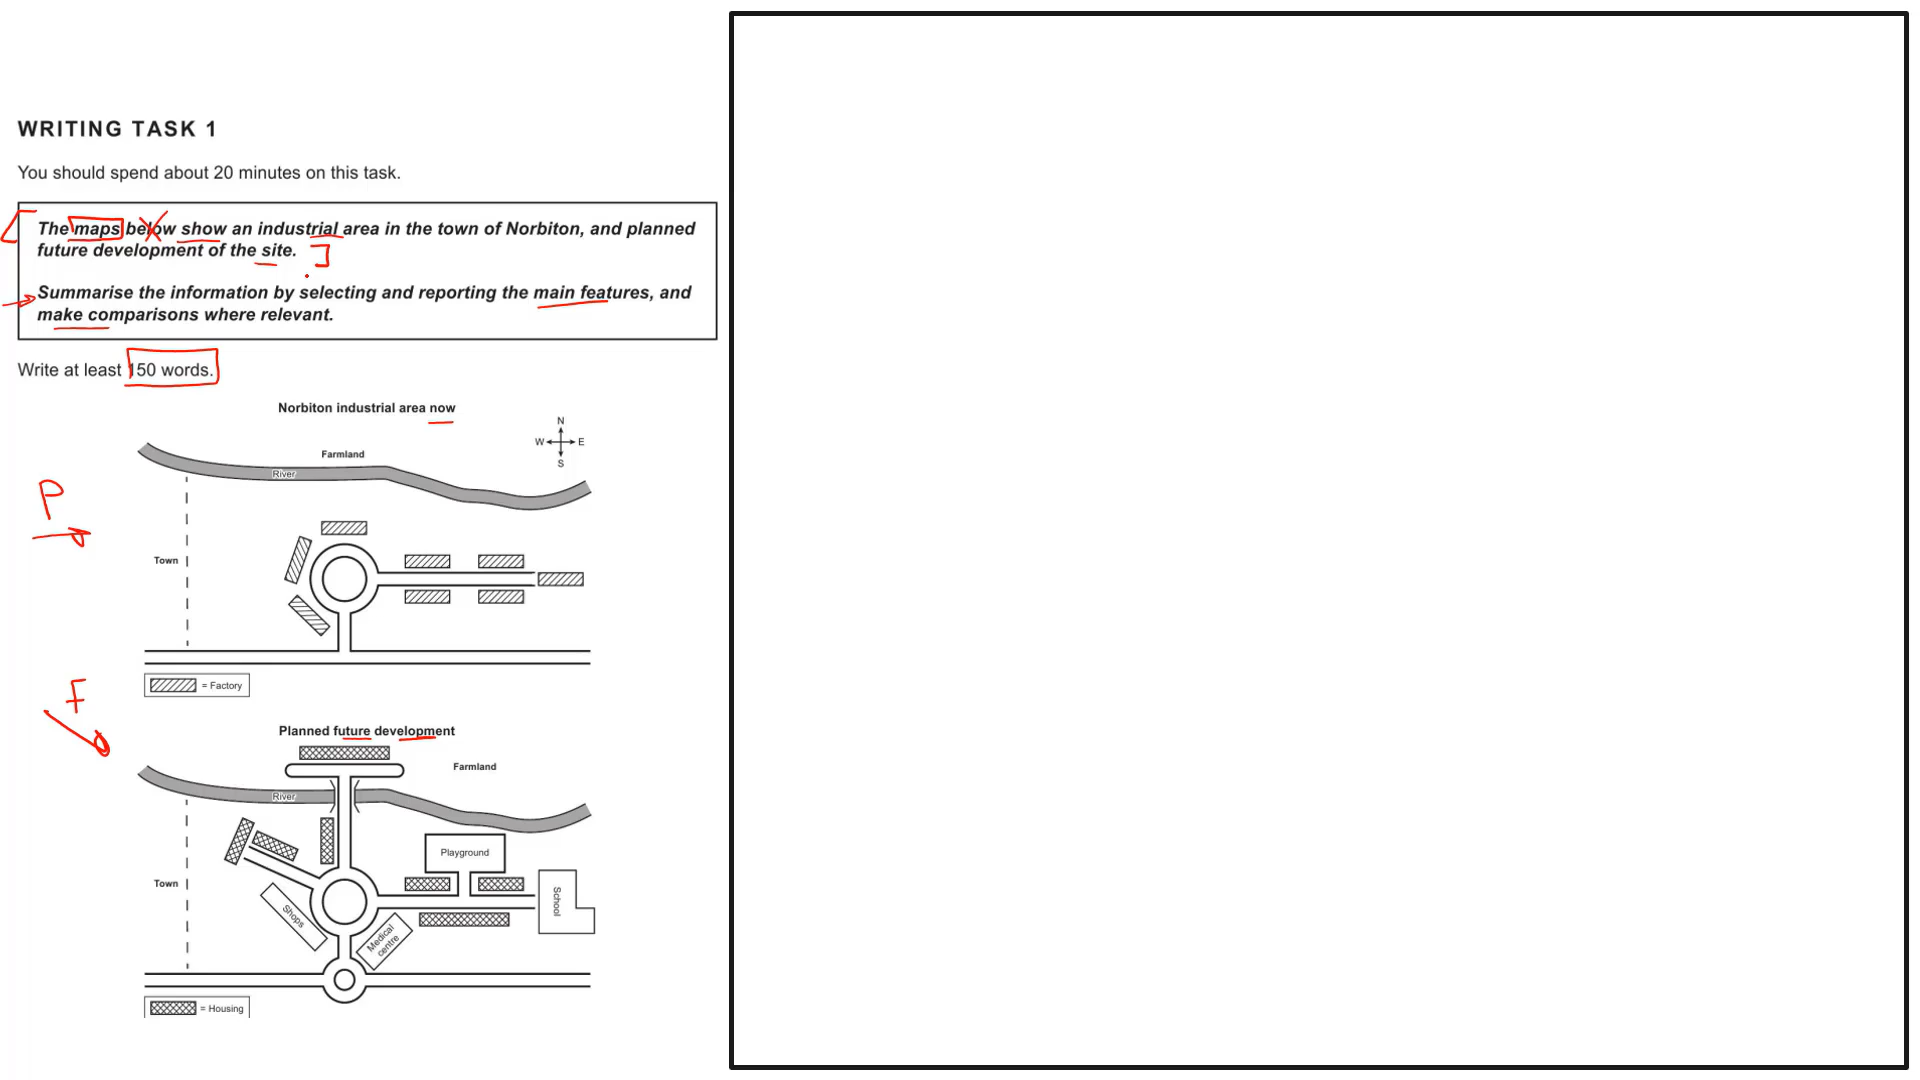 WRITING TASK 1
You should spend about 20 minutes on this task.
The maps below show an industrial area in the town of Norbiton, and planned
future development of the site.
Summarise the information by selecting and reporting the main features, and
make comparisons where relevant.
Write at least 150 words.
Norbiton industrial area now
N
W E
S
Farmland
River
P
Town
= Factory
F
Planned future development
Farmland
River
Playground
Town
School
Shops
Medical
centre
= Housing